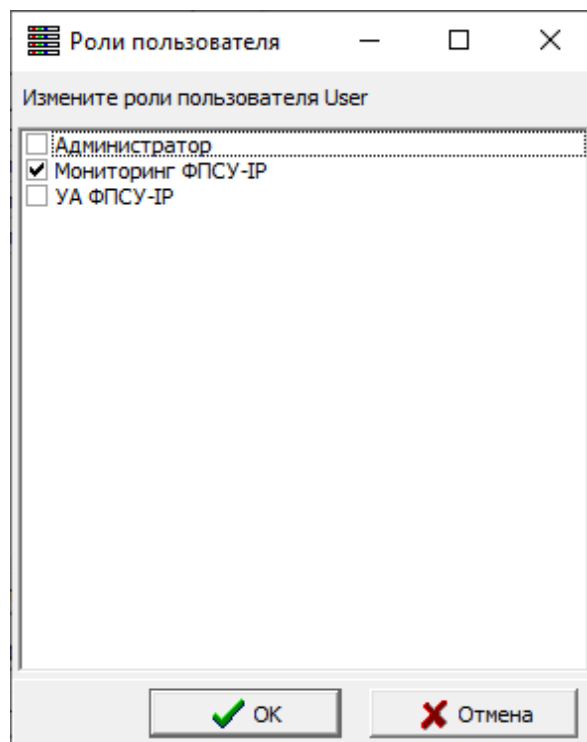 Роли пользователя
Измените роли пользователя User
Администратор
Мониторинг ФПСУ-IP
УА ФПСУ-IP
OK
Отмена